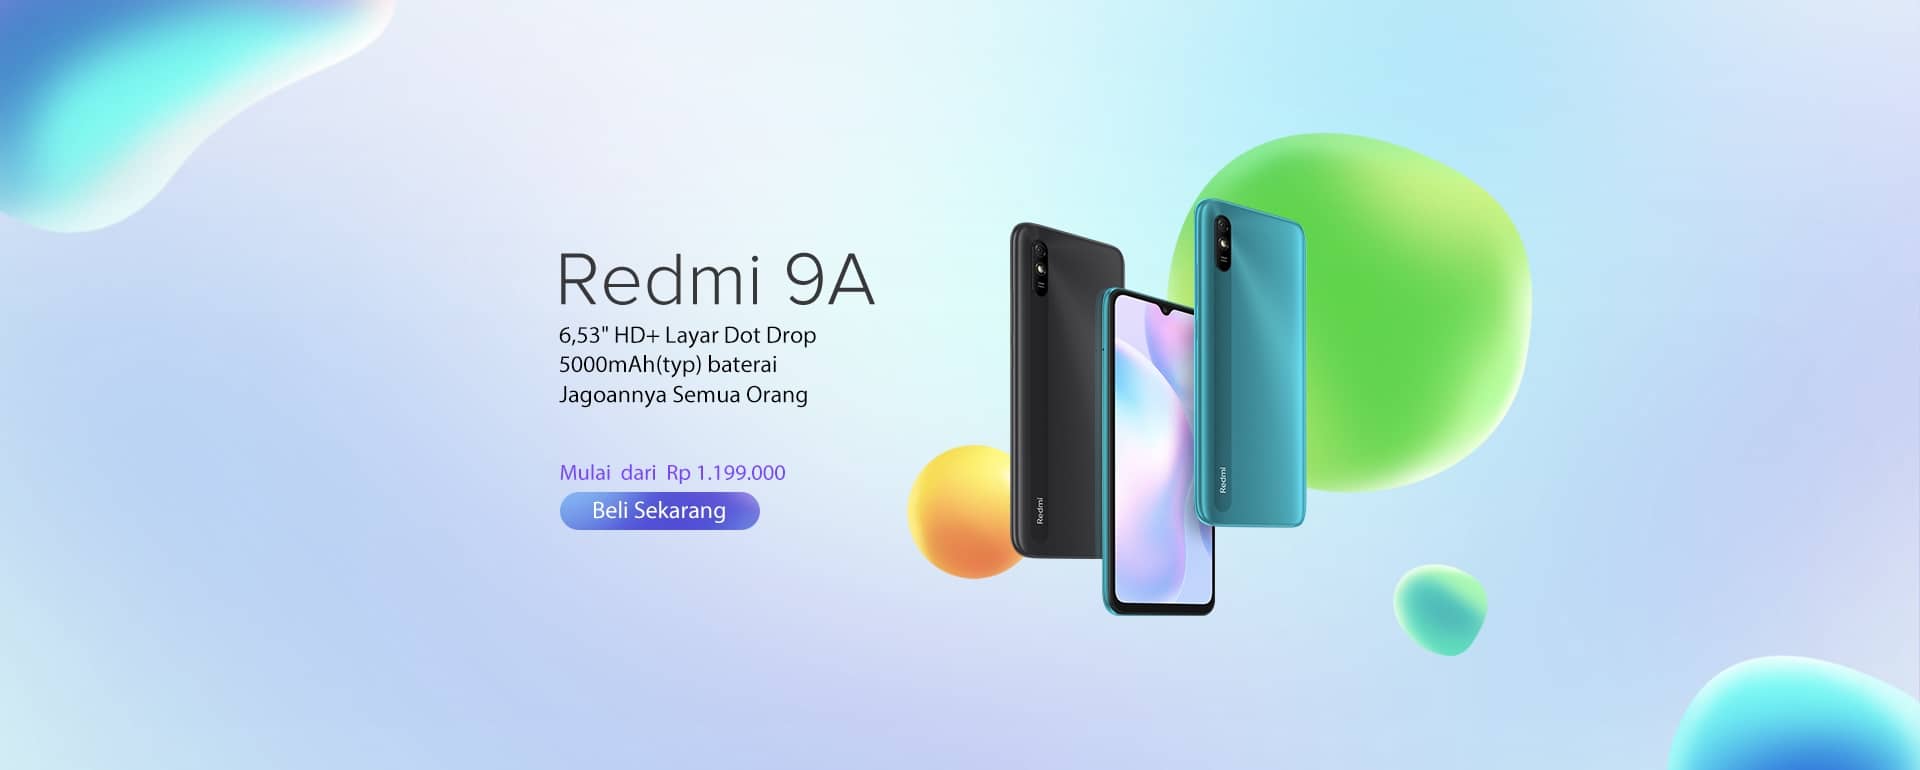 Redmi 9A
6,53" HD+ Layar Dot Drop
5000mAh(typ) baterai
Jagoannya Semua Orang
Mulai dari Rp 1.199.000
Beli Sekarang
Redmi
Redmi